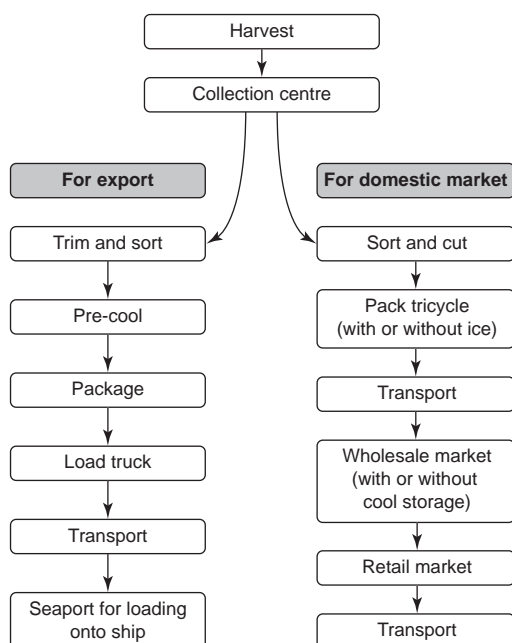 Harvest
Collection centre
For export
Trim and sort
Pre-cool
Package
Load truck
Transport
Seaport for loading
onto ship
For domestic market
Sort and cut
Pack tricycle
(with or without ice)
Transport
Wholesale market
(with or without
cool storage)
Retail market
Transport